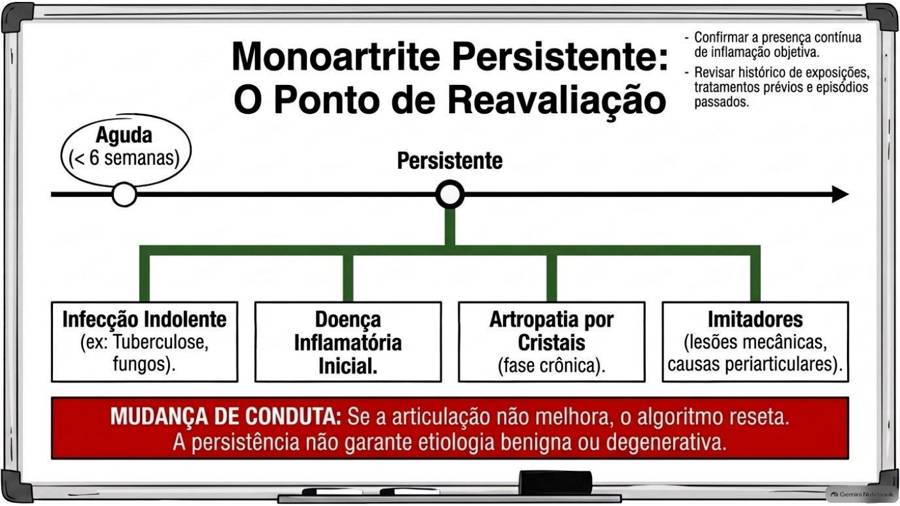 Monoartrite Persistente:
O Ponto de Reavaliação
- Confirmar a presença contínua
de inflamação objetiva.
- Revisar histórico de exposições,
tratamentos prévios e episódios
passados.
Aguda
(< 6 semanas)
Persistente
Infecção Indolente
(ex: Tuberculose,
fungos).
Doença
Inflamatória
Inicial.
Artropatia por
Cristais
(fase crônica).
Imitadores
(lesões mecânicas,
causas periarticulares).
MUDANÇA DE CONDUTA: Se a articulação não melhora, o algoritmo reseta.
A persistência não garante etiologia benigna ou degenerativa.